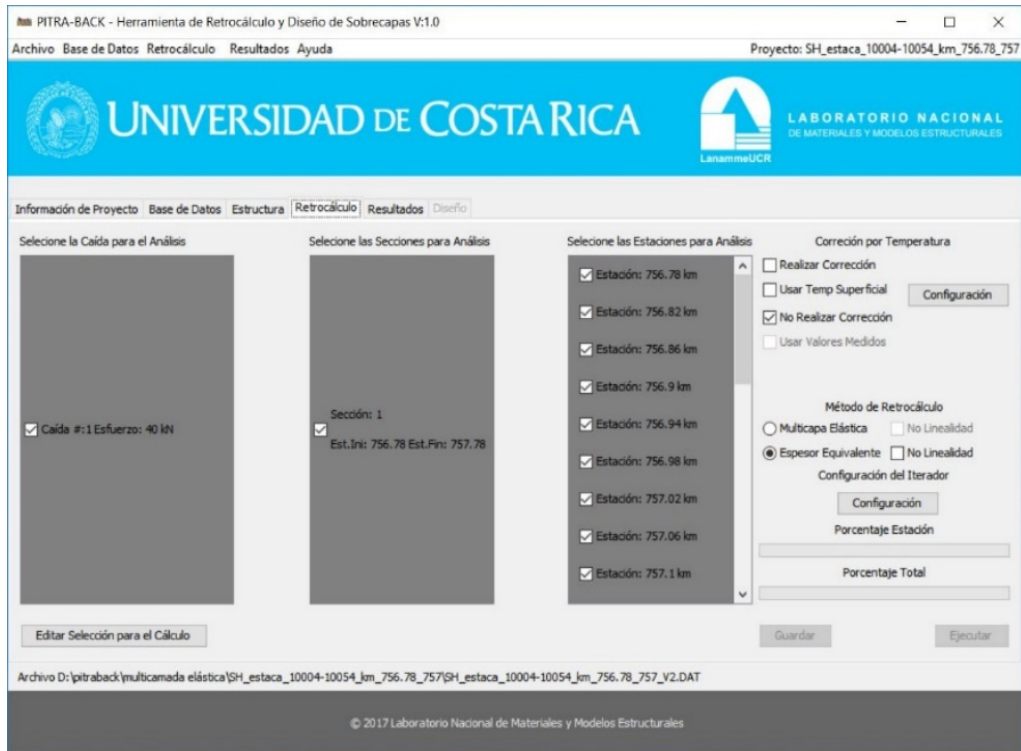 PITRA-BACK - Herramienta de Retrocálculo y Diseño de Sobrecapas V:1.0
Archivo Base de Datos Retrocálculo Resultados Ayuda
Proyecto: SH_estaca_10004-10054_km_756.78_757
UNIVERSIDAD DE COSTA RICA
LanammeUCR
LABORATORIO NACIONAL
DE MATERIALES Y MODELOS ESTRUCTURALES
Información de Proyecto Base de Datos Estructura Retrocálculo Resultados Diseño
Selecione la Caída para el Análisis
Caída #:1 Esfuerzo: 40 kN
Selecione las Secciones para Análisis
Sección: 1
Est.Ini: 756.78 Est.Fin: 757.78
Selecione las Estaciones para Análisis
Estación: 756.78 km
Estación: 756.82 km
Estación: 756.86 km
Estación: 756.9 km
Estación: 756.94 km
Estación: 756.98 km
Estación: 757.02 km
Estación: 757.06 km
Estación: 757.1 km
Correción por Temperatura
Realizar Corrección
Usar Temp Superficial
Configuración
No Realizar Corrección
Usar Valores Medidos
Método de Retrocálculo
Multicapa Elástica No Linealidad
Espesor Equivalente No Linealidad
Configuración del Iterador
Configuración
Porcentaje Estación
Porcentaje Total
Editar Selección para el Cálculo
Guardar
Ejecutar
Archivo D:\pitraback\multicamada elástica\SH_estaca_10004-10054_km_756.78_757\SH_estaca_10004-10054_km_756.78_757_V2.DAT
© 2017 Laboratorio Nacional de Materiales y Modelos Estructurales